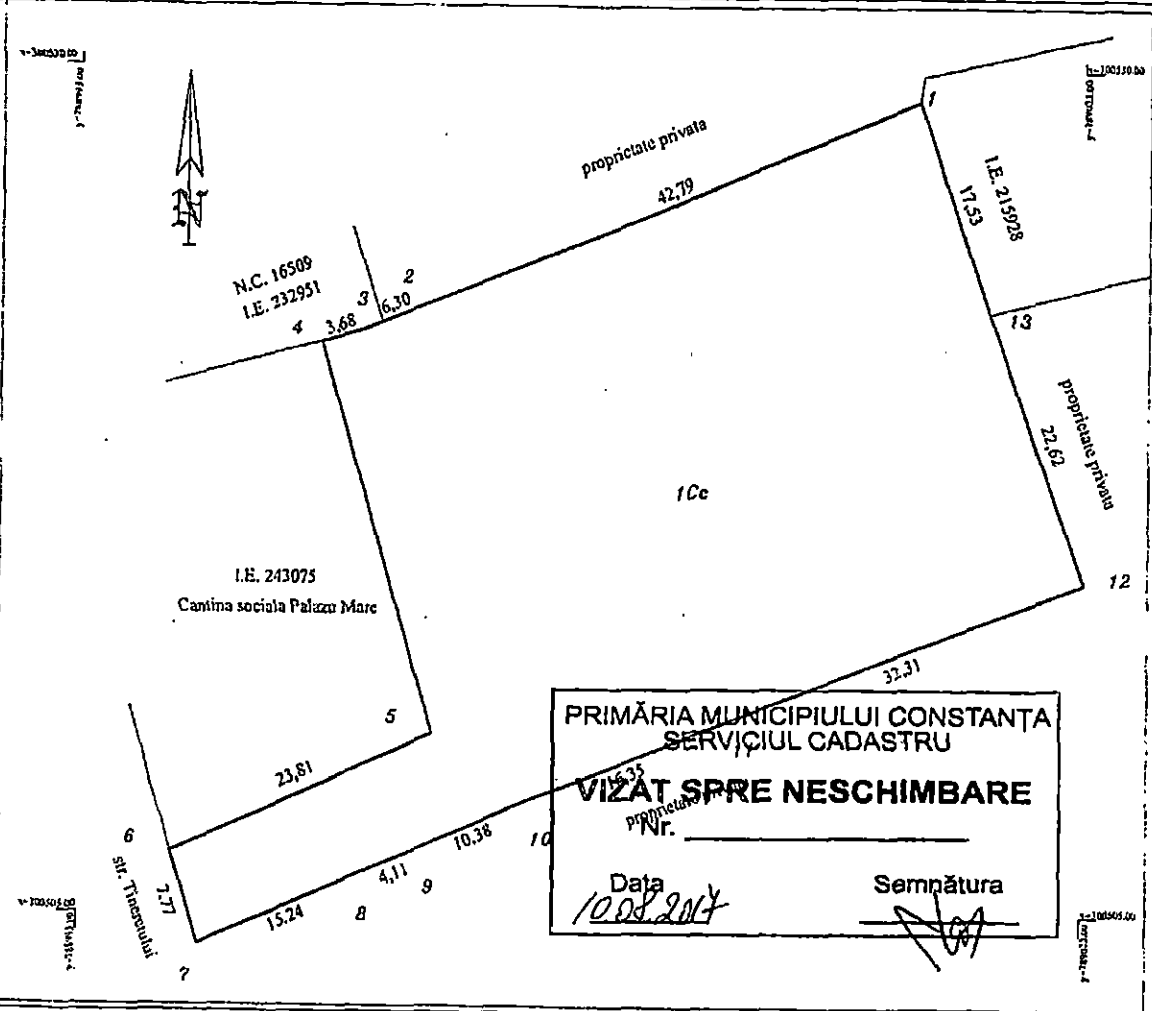 1
proprietate privata
42,79
I.E. 215928
17,53
N.C. 16509
I.E. 232951
2
3
6,30
4
3,68
13
proprietate privata
22,62
1Cc
12
I.E. 243075
Cantina sociala Palazu Mare
32,31
5
23,81
PRIMĂRIA MUNICIPIULUI CONSTANȚA
SERVICIUL CADASTRU
16,35
VIZAT SPRE NESCHIMBARE
Nr.
6
str. Tineretului
7,77
10,38
10
4,11
9
15,24
8
7
Data
Semnătura
10.08.2017